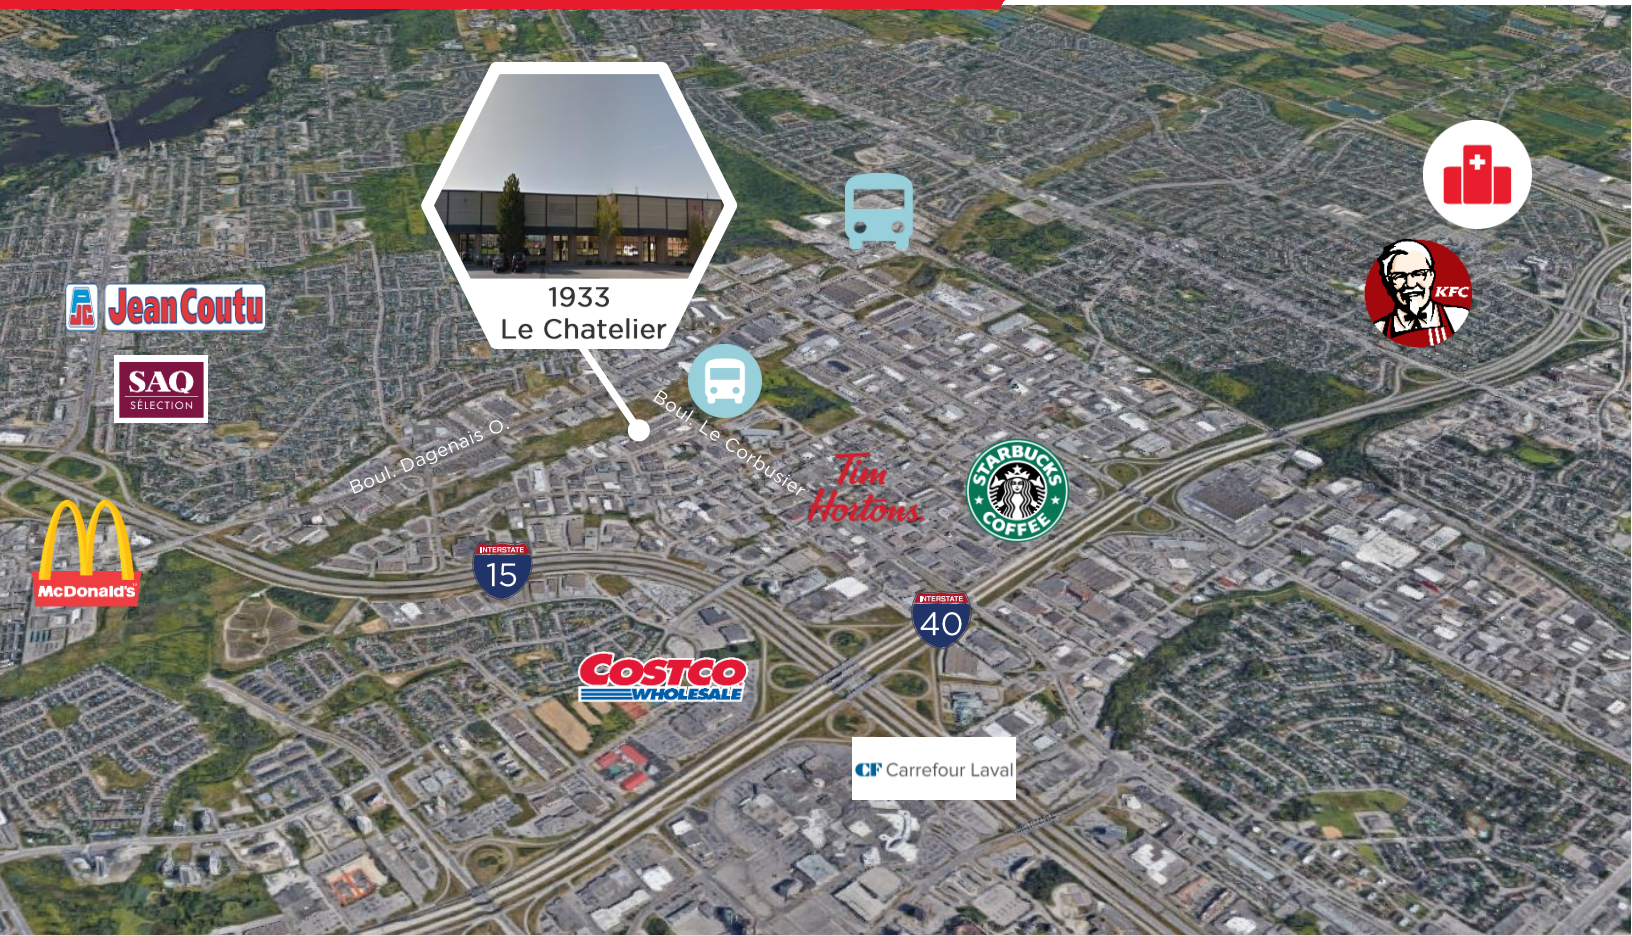 1933
Le Chatelier
PJC
Jean Coutu
SAQ
SÉLECTION
KFC
Boul. Dagenais O.
Boul. Le Corbusier
Tim
Hortons.
STARBUCKS
COFFEE
McDonald's
INTERSTATE
15
INTERSTATE
40
COSTCO
WHOLESALE
CF Carrefour Laval